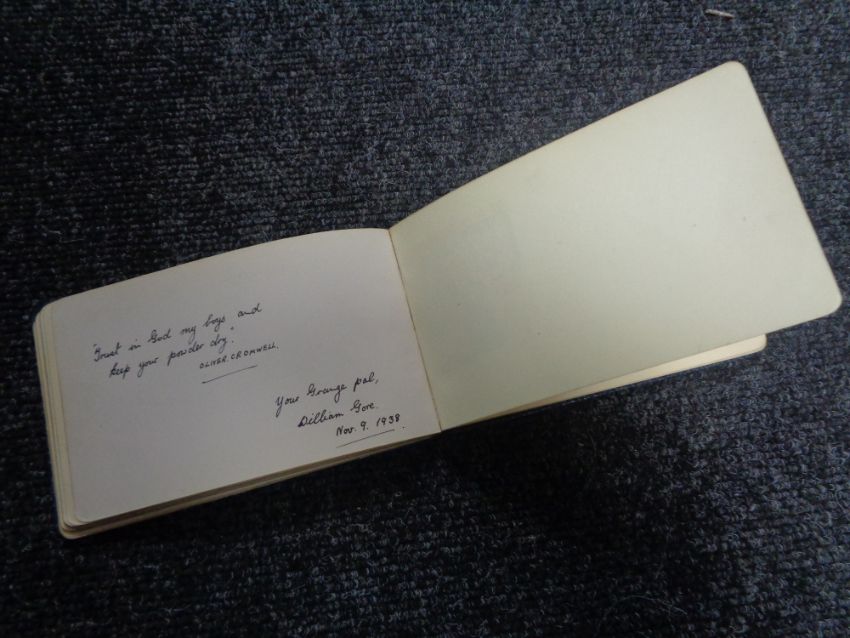 "Trust in God my boys and
keep your powder dry."
OLIVER CROMWELL.
Your Grange pal,
William Gore.
Nov. 9. 1938.